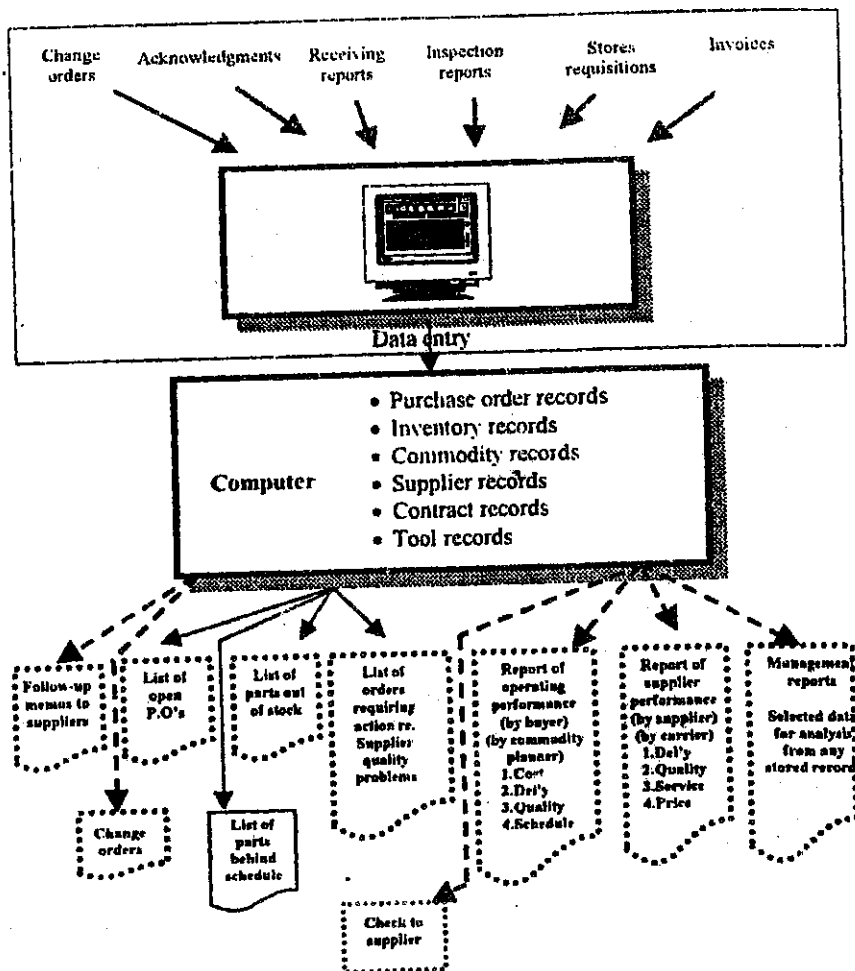 Change
orders
Acknowledgments
Receiving
reports
Inspection
reports
Stores
requisitions
Invoices
Data entry
Computer
• Purchase order records
• Inventory records
• Commodity records
• Supplier records
• Contract records
• Tool records
Follow-up
menus to
suppliers
List of
open
P.O's
List of
parts out
of stock
List of
orders
requiring
action re.
Supplier
quality
problems
Report of
operating
performance
(by buyer)
(by commodity
planner)
1.Cost
2.Del'y
3.Quality
4.Schedule
Report of
supplier
performance
(by supplier)
(by carrier)
1.Del'y
2.Quality
3.Service
4.Price
Management
reports
Selected data
for analysis
from any
stored record
Change
orders
List of
parts
behind
schedule
Check to
supplier